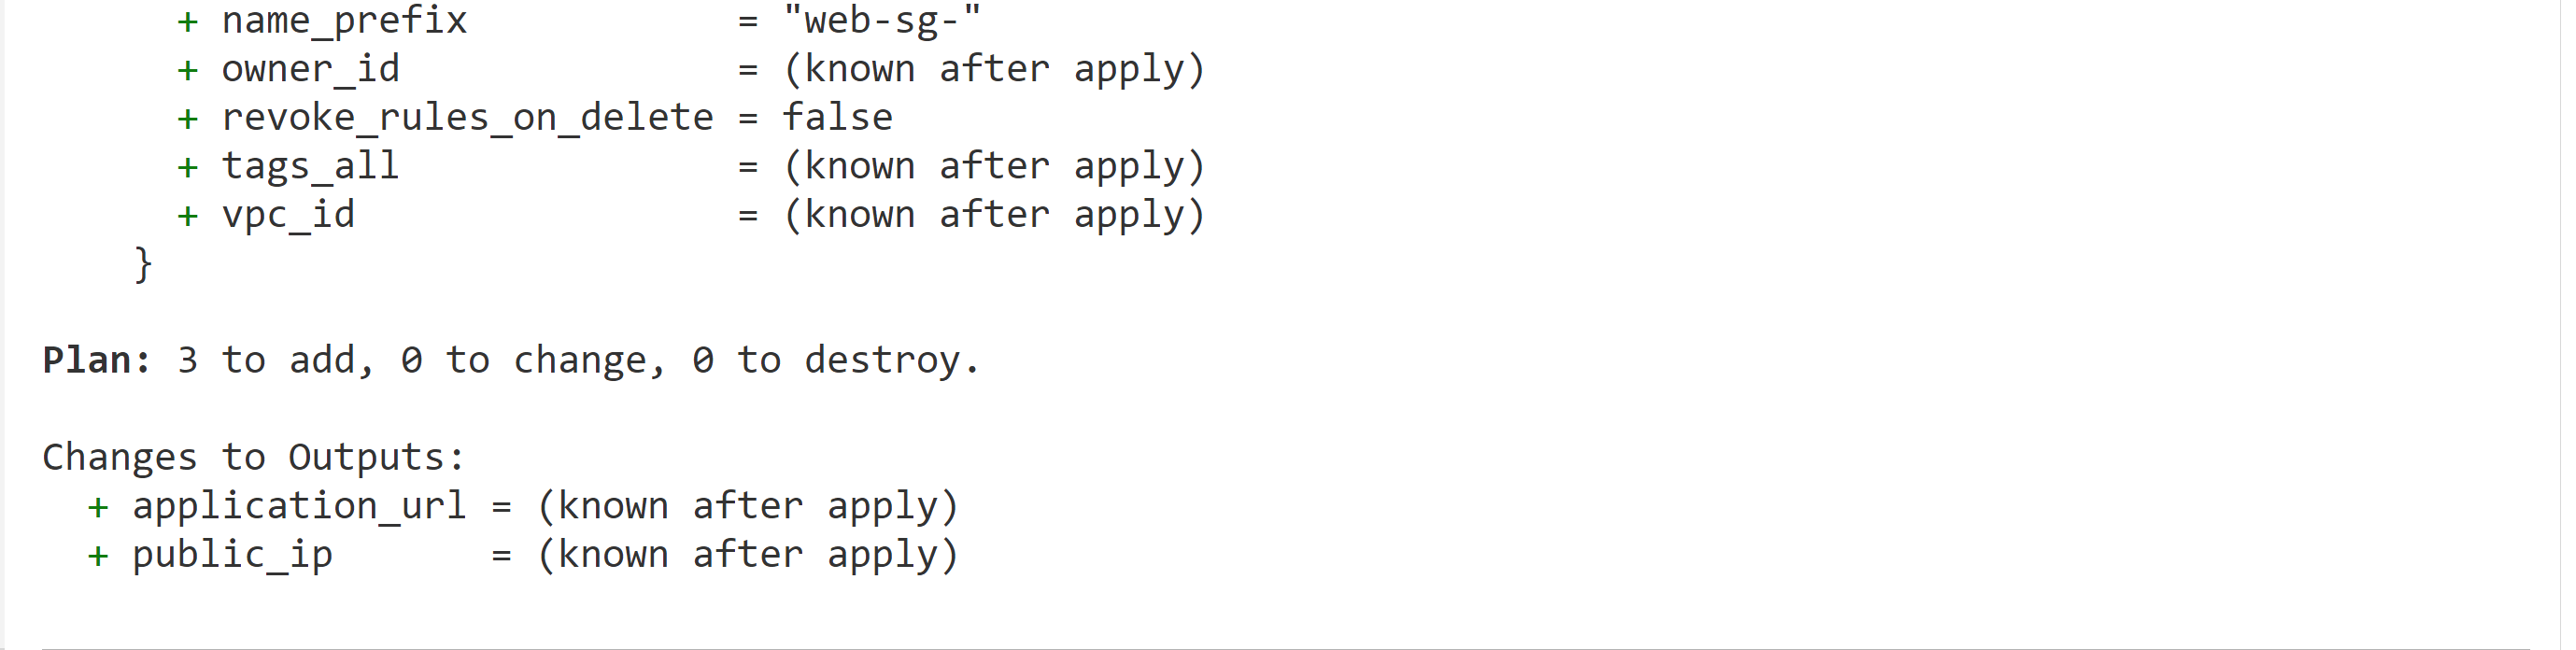 + name_prefix            = "web-sg-"
+ owner_id               = (known after apply)
+ revoke_rules_on_delete = false
+ tags_all               = (known after apply)
+ vpc_id                 = (known after apply)
}
Plan: 3 to add, 0 to change, 0 to destroy.
Changes to Outputs:
+ application_url = (known after apply)
+ public_ip       = (known after apply)